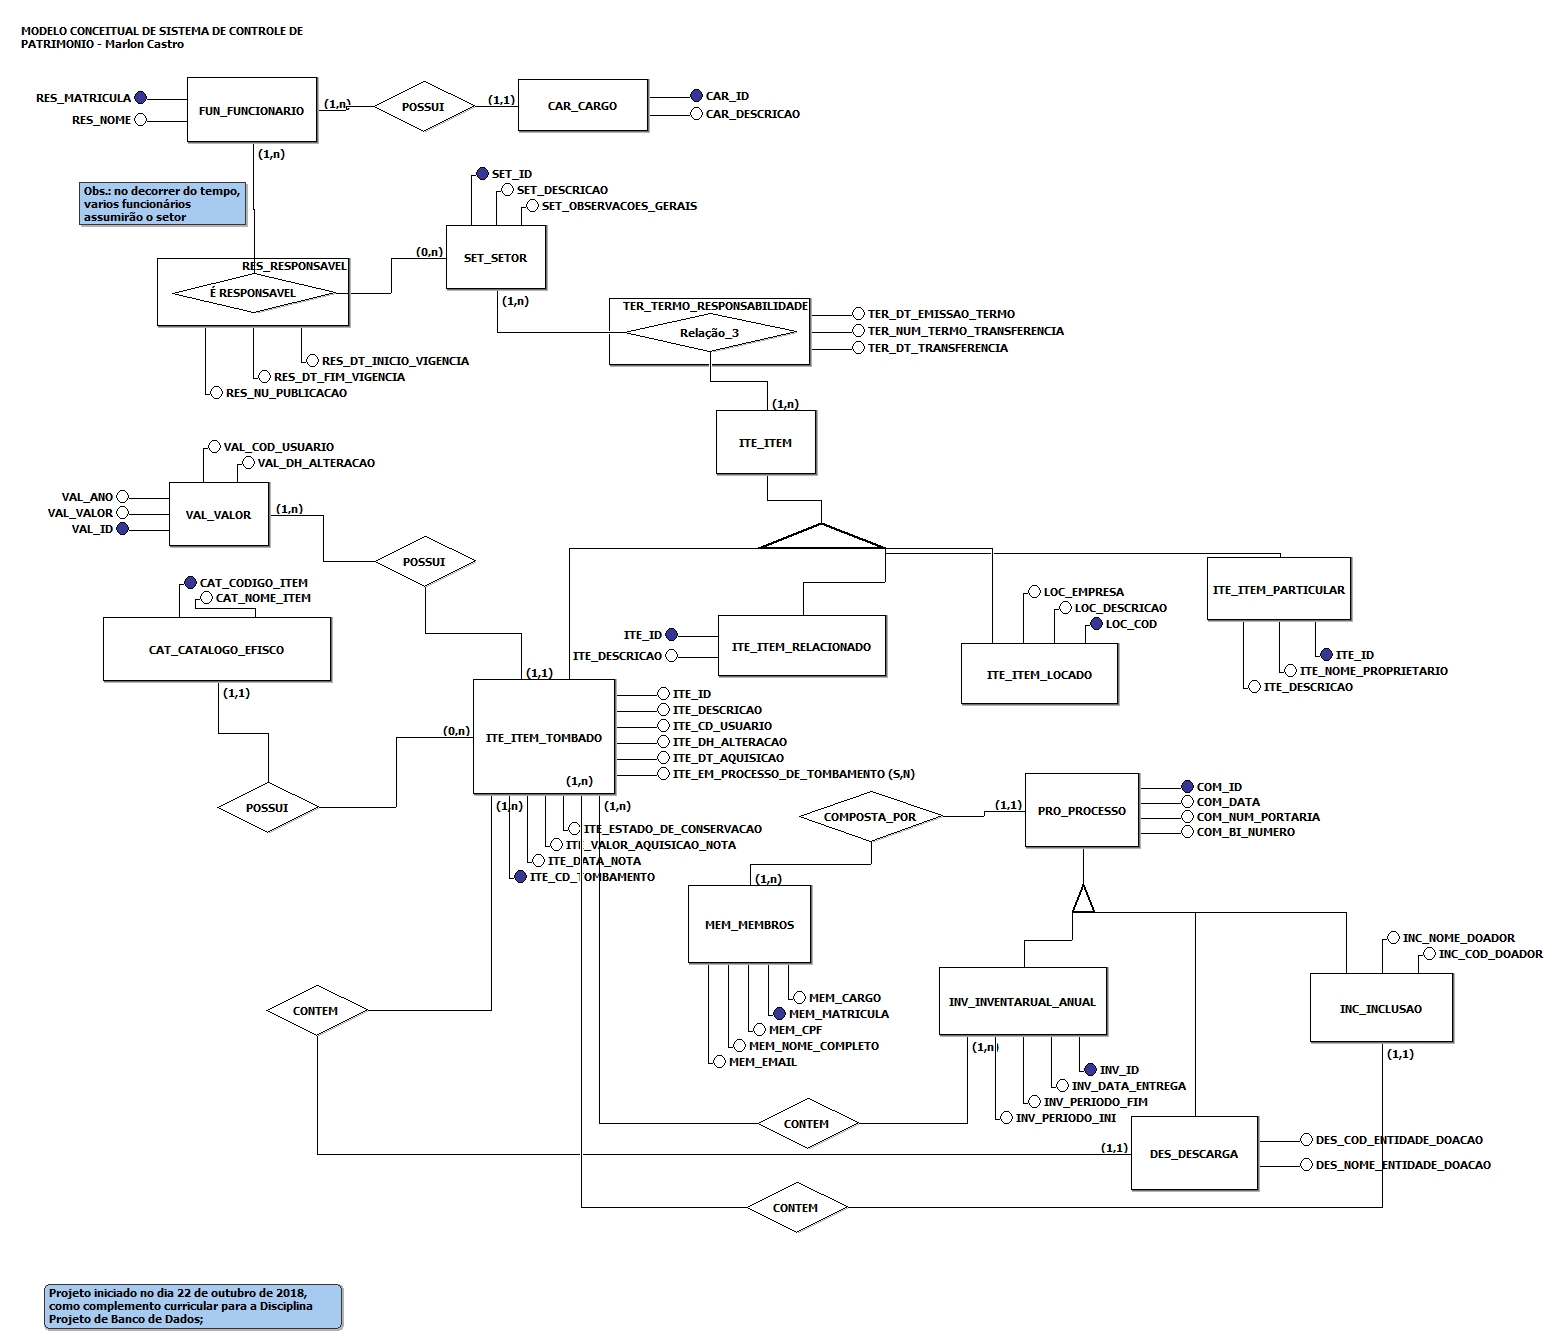 MODELO CONCEITUAL DE SISTEMA DE CONTROLE DE
PATRIMONIO - Marlon Castro
RES_MATRICULA
RES_NOME
FUN_FUNCIONARIO
(1,n)
POSSUI
(1,1)
CAR_CARGO
CAR_ID
CAR_DESCRICAO
(1,n)
Obs.: no decorrer do tempo,
varios funcionários
assumirão o setor
SET_ID
SET_DESCRICAO
SET_OBSERVACOES_GERAIS
(0,n)
SET_SETOR
(1,n)
RES_RESPONSAVEL
É RESPONSAVEL
RES_DT_INICIO_VIGENCIA
RES_DT_FIM_VIGENCIA
RES_NU_PUBLICACAO
TER_TERMO_RESPONSABILIDADE
Relação_3
TER_DT_EMISSAO_TERMO
TER_NUM_TERMO_TRANSFERENCIA
TER_DT_TRANSFERENCIA
(1,n)
ITE_ITEM
VAL_COD_USUARIO
VAL_DH_ALTERACAO
VAL_ANO
VAL_VALOR
VAL_ID
VAL_VALOR
(1,n)
POSSUI
CAT_CODIGO_ITEM
CAT_NOME_ITEM
CAT_CATALOGO_EFISCO
(1,1)
ITE_ID
ITE_DESCRICAO
ITE_ITEM_RELACIONADO
LOC_EMPRESA
LOC_DESCRICAO
LOC_COD
ITE_ITEM_LOCADO
ITE_ITEM_PARTICULAR
ITE_ID
ITE_NOME_PROPRIETARIO
ITE_DESCRICAO
(1,1)
(0,n)
ITE_ITEM_TOMBADO
(1,n)
ITE_ID
ITE_DESCRICAO
ITE_CD_USUARIO
ITE_DH_ALTERACAO
ITE_DT_AQUISICAO
ITE_EM_PROCESSO_DE_TOMBAMENTO (S,N)
POSSUI
(1,n)
(1,n)
ITE_ESTADO_DE_CONSERVACAO
ITE_VALOR_AQUISICAO_NOTA
ITE_DATA_NOTA
ITE_CD_TOMBAMENTO
COMPOSTA_POR
(1,1)
PRO_PROCESSO
COM_ID
COM_DATA
COM_NUM_PORTARIA
COM_BI_NUMERO
(1,n)
MEM_MEMBROS
MEM_CARGO
MEM_MATRICULA
MEM_CPF
MEM_NOME_COMPLETO
MEM_EMAIL
INV_INVENTARUAL_ANUAL
(1,n)
INV_ID
INV_DATA_ENTREGA
INV_PERIODO_FIM
INV_PERIODO_INI
INC_NOME_DOADOR
INC_COD_DOADOR
INC_INCLUSAO
(1,1)
CONTEM
CONTEM
(1,1)
DES_DESCARGA
DES_COD_ENTIDADE_DOACAO
DES_NOME_ENTIDADE_DOACAO
CONTEM
Projeto iniciado no dia 22 de outubro de 2018,
como complemento curricular para a Disciplina
Projeto de Banco de Dados;